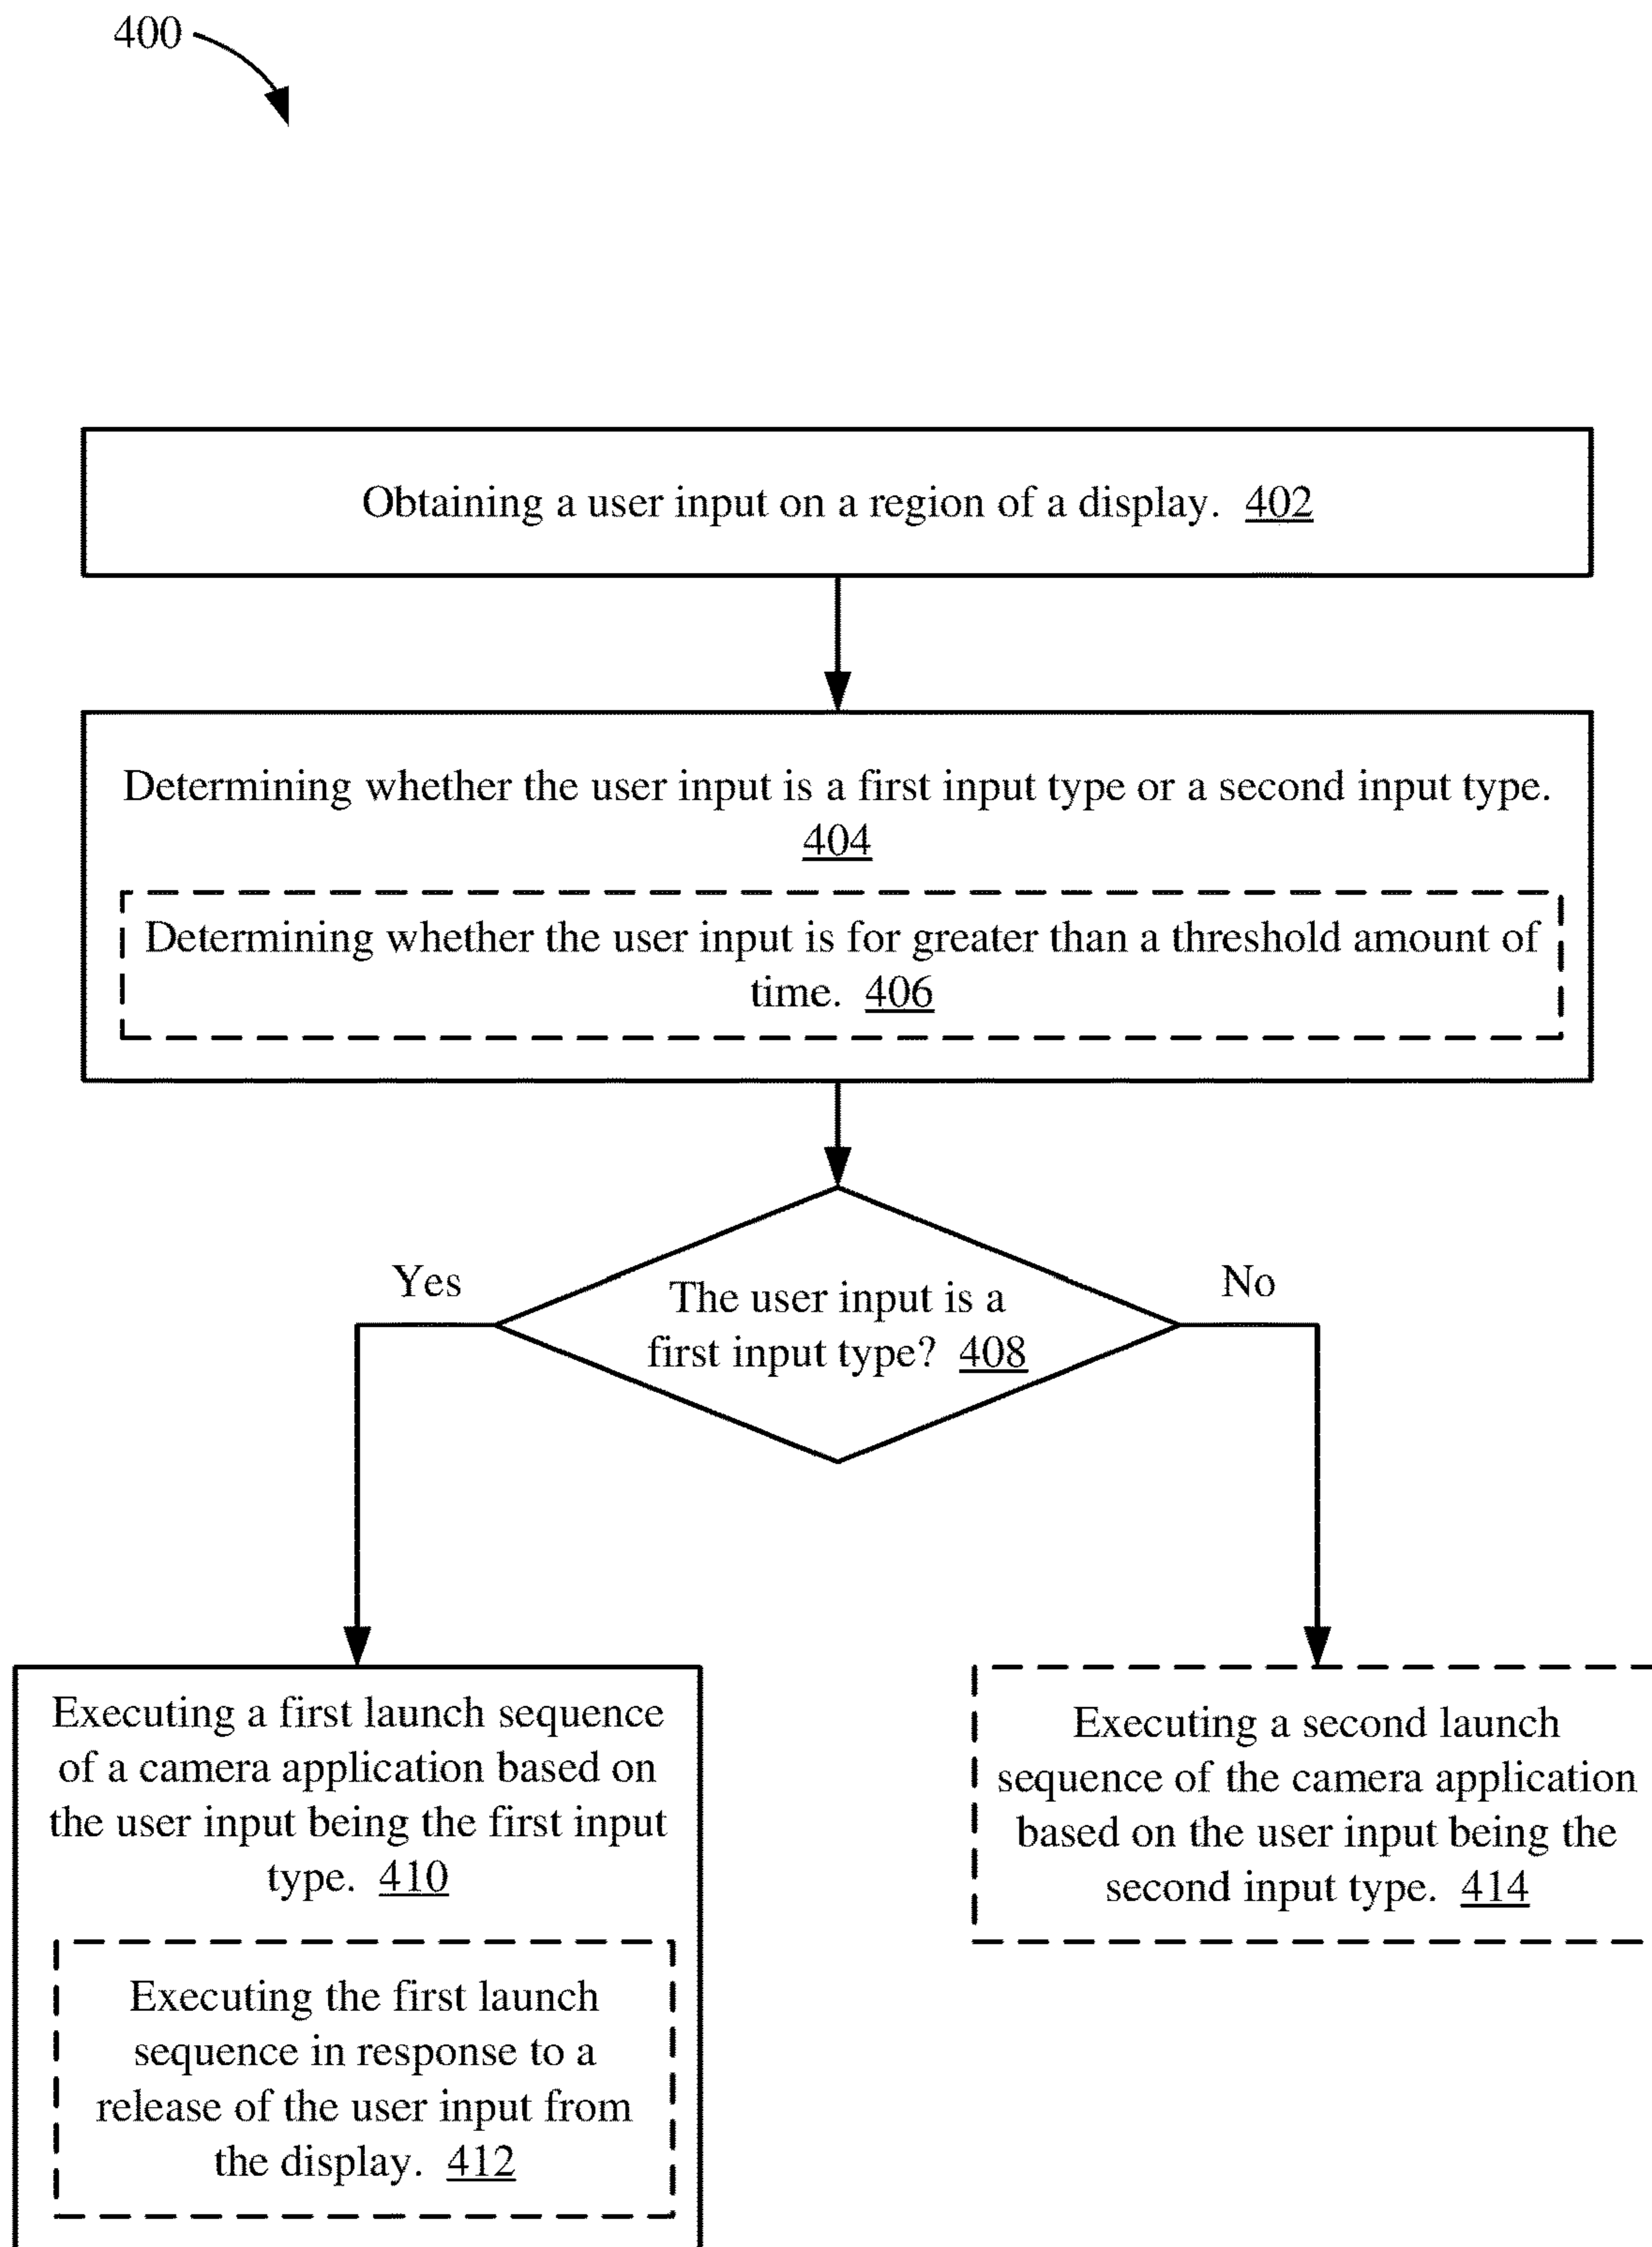 400
Obtaining a user input on a region of a display. 402
Determining whether the user input is a first input type or a second input type.
404
Determining whether the user input is for greater than a threshold amount of
time. 406
Yes
No
The user input is a
first input type? 408
Executing a first launch sequence
of a camera application based on
the user input being the first input
type. 410
Executing the first launch
sequence in response to a
release of the user input from
the display. 412
Executing a second launch
sequence of the camera application
based on the user input being the
second input type. 414